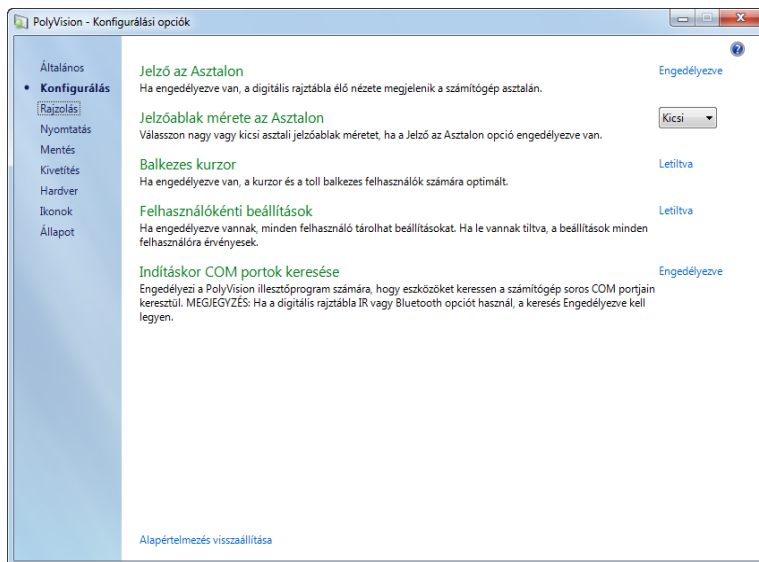 PolyVision - Konfigurálási opciók
Általános
Konfigurálás
Rajzolás
Nyomtatás
Mentés
Kivetítés
Hardver
Ikonok
Állapot
Jelző az Asztalon
Engedélyezve
Ha engedélyezve van, a digitális rajztábla élő nézete megjelenik a számítógép asztalán.
Jelzőablak mérete az Asztalon
Kicsi
Válasszon nagy vagy kicsi asztali jelzőablak méretet, ha a Jelző az Asztalon opció engedélyezve van.
Balkezes kurzor
Letiltva
Ha engedélyezve van, a kurzor és a toll balkezes felhasználók számára optimált.
Felhasználókénti beállítások
Letiltva
Ha engedélyezve vannak, minden felhasználó tárolhat beállításokat. Ha le vannak tiltva, a beállítások minden
felhasználóra érvényesek.
Indításkor COM portok keresése
Engedélyezve
Engedélyezi a PolyVision illesztőprogram számára, hogy eszközöket keressen a számítógép soros COM portjain
keresztül. MEGJEGYZÉS: Ha a digitális rajztábla IR vagy Bluetooth opciót használ, a keresés Engedélyezve kell
legyen.
Alapértelmezés visszaállítása